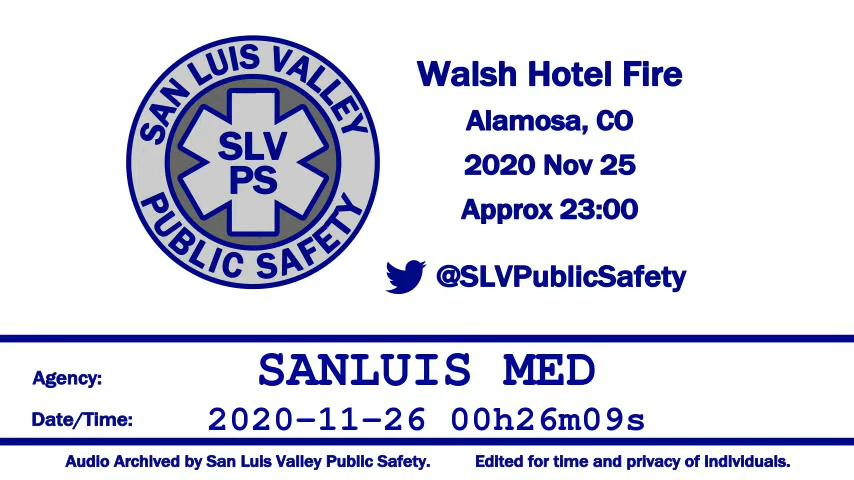 SAN LUIS VALLEY
SLV
PS
PUBLIC SAFETY
Walsh Hotel Fire
Alamosa, CO
2020 Nov 25
Approx 23:00
@SLVPublicSafety
Agency: SANLUIS MED
Date/Time: 2020-11-26 00h26m09s
Audio Archived by San Luis Valley Public Safety. Edited for time and privacy of individuals.